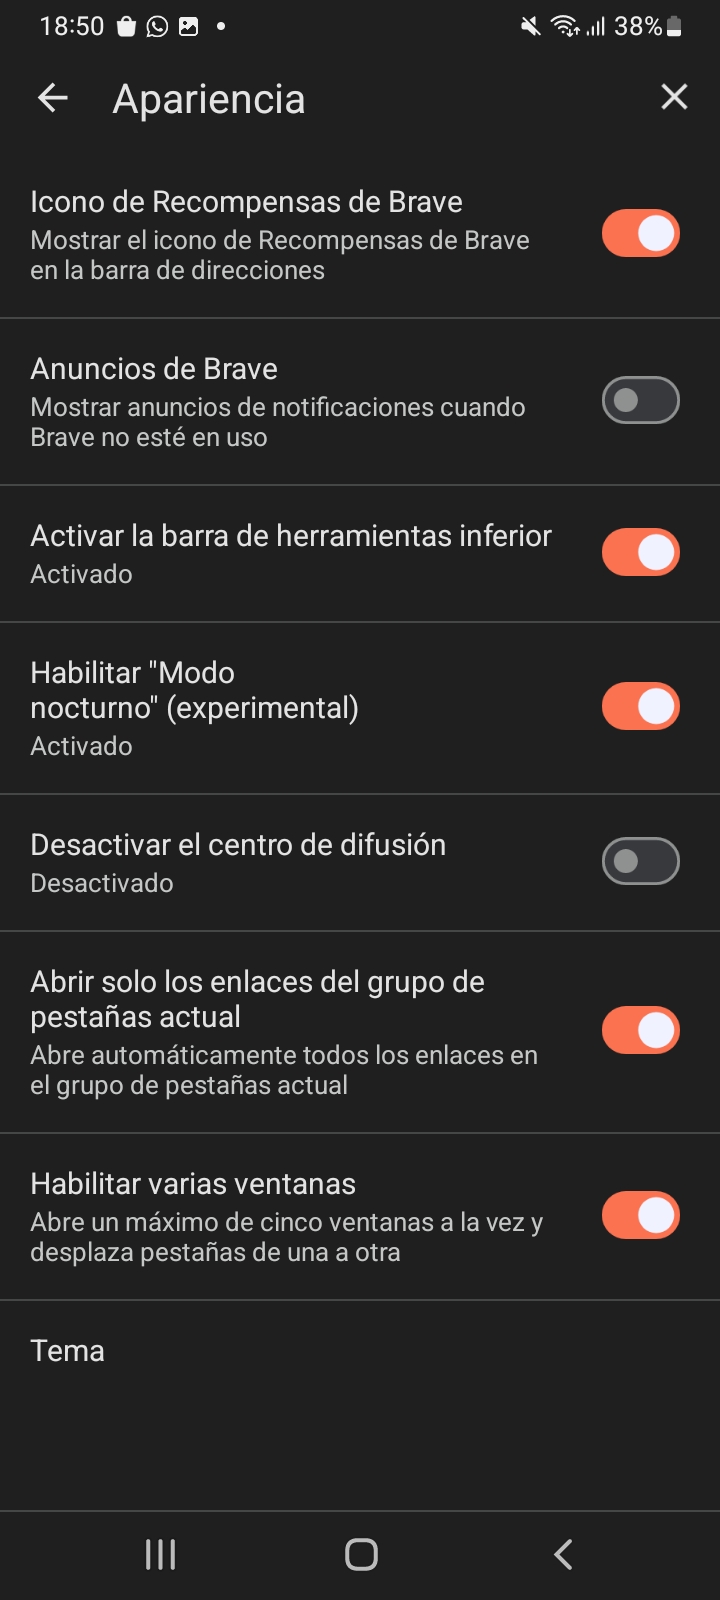 18:50 38%
Apariencia
Icono de Recompensas de Brave
Mostrar el icono de Recompensas de Brave
en la barra de direcciones
Anuncios de Brave
Mostrar anuncios de notificaciones cuando
Brave no esté en uso
Activar la barra de herramientas inferior
Activado
Habilitar "Modo
nocturno" (experimental)
Activado
Desactivar el centro de difusión
Desactivado
Abrir solo los enlaces del grupo de
pestañas actual
Abre automáticamente todos los enlaces en
el grupo de pestañas actual
Habilitar varias ventanas
Abre un máximo de cinco ventanas a la vez y
desplaza pestañas de una a otra
Tema